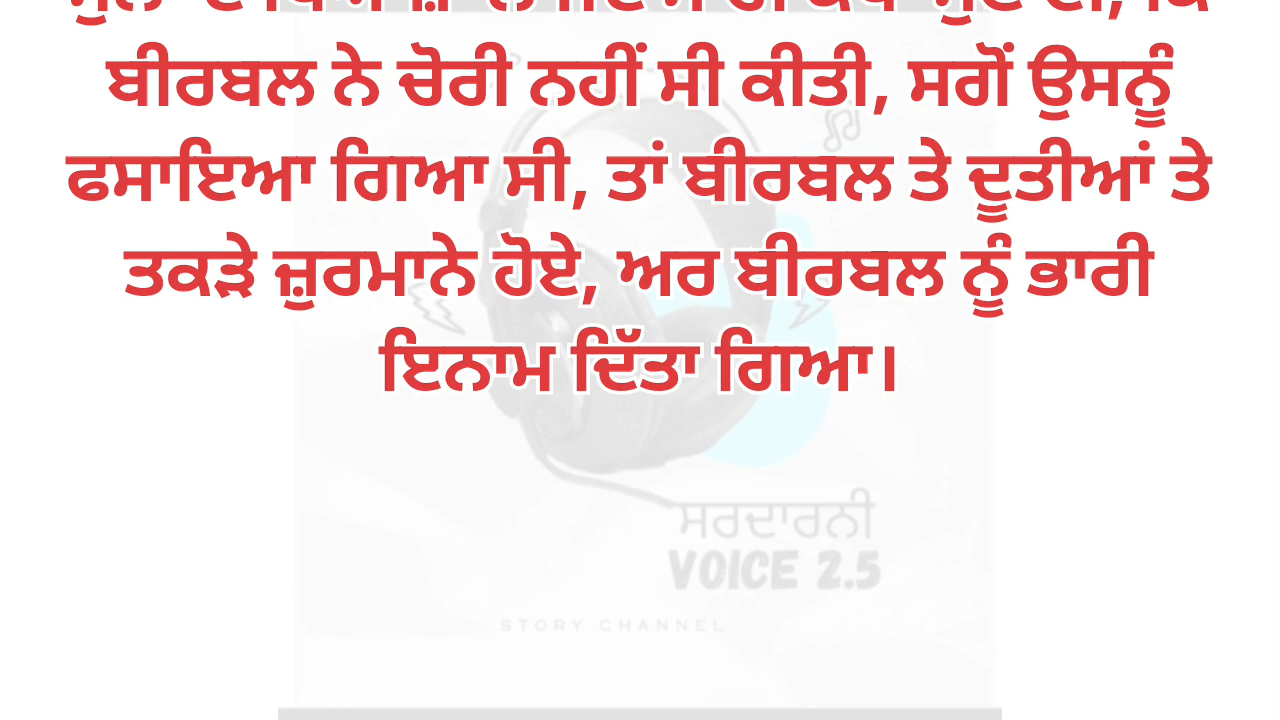 ਬੀਰਬਲ ਨੇ ਚੋਰੀ ਨਹੀਂ ਸੀ ਕੀਤੀ, ਸਗੋਂ ਉਸਨੂੰ
ਫਸਾਇਆ ਗਿਆ ਸੀ, ਤਾਂ ਬੀਰਬਲ ਤੇ ਦੂਤੀਆਂ ਤੇ
ਤਕੜੇ ਜ਼ੁਰਮਾਨੇ ਹੋਏ, ਅਰ ਬੀਰਬਲ ਨੂੰ ਭਾਰੀ
ਇਨਾਮ ਦਿੱਤਾ ਗਿਆ।
ਸਰਦਾਰਨੀ
VOICE 2.5
STORY CHANNEL